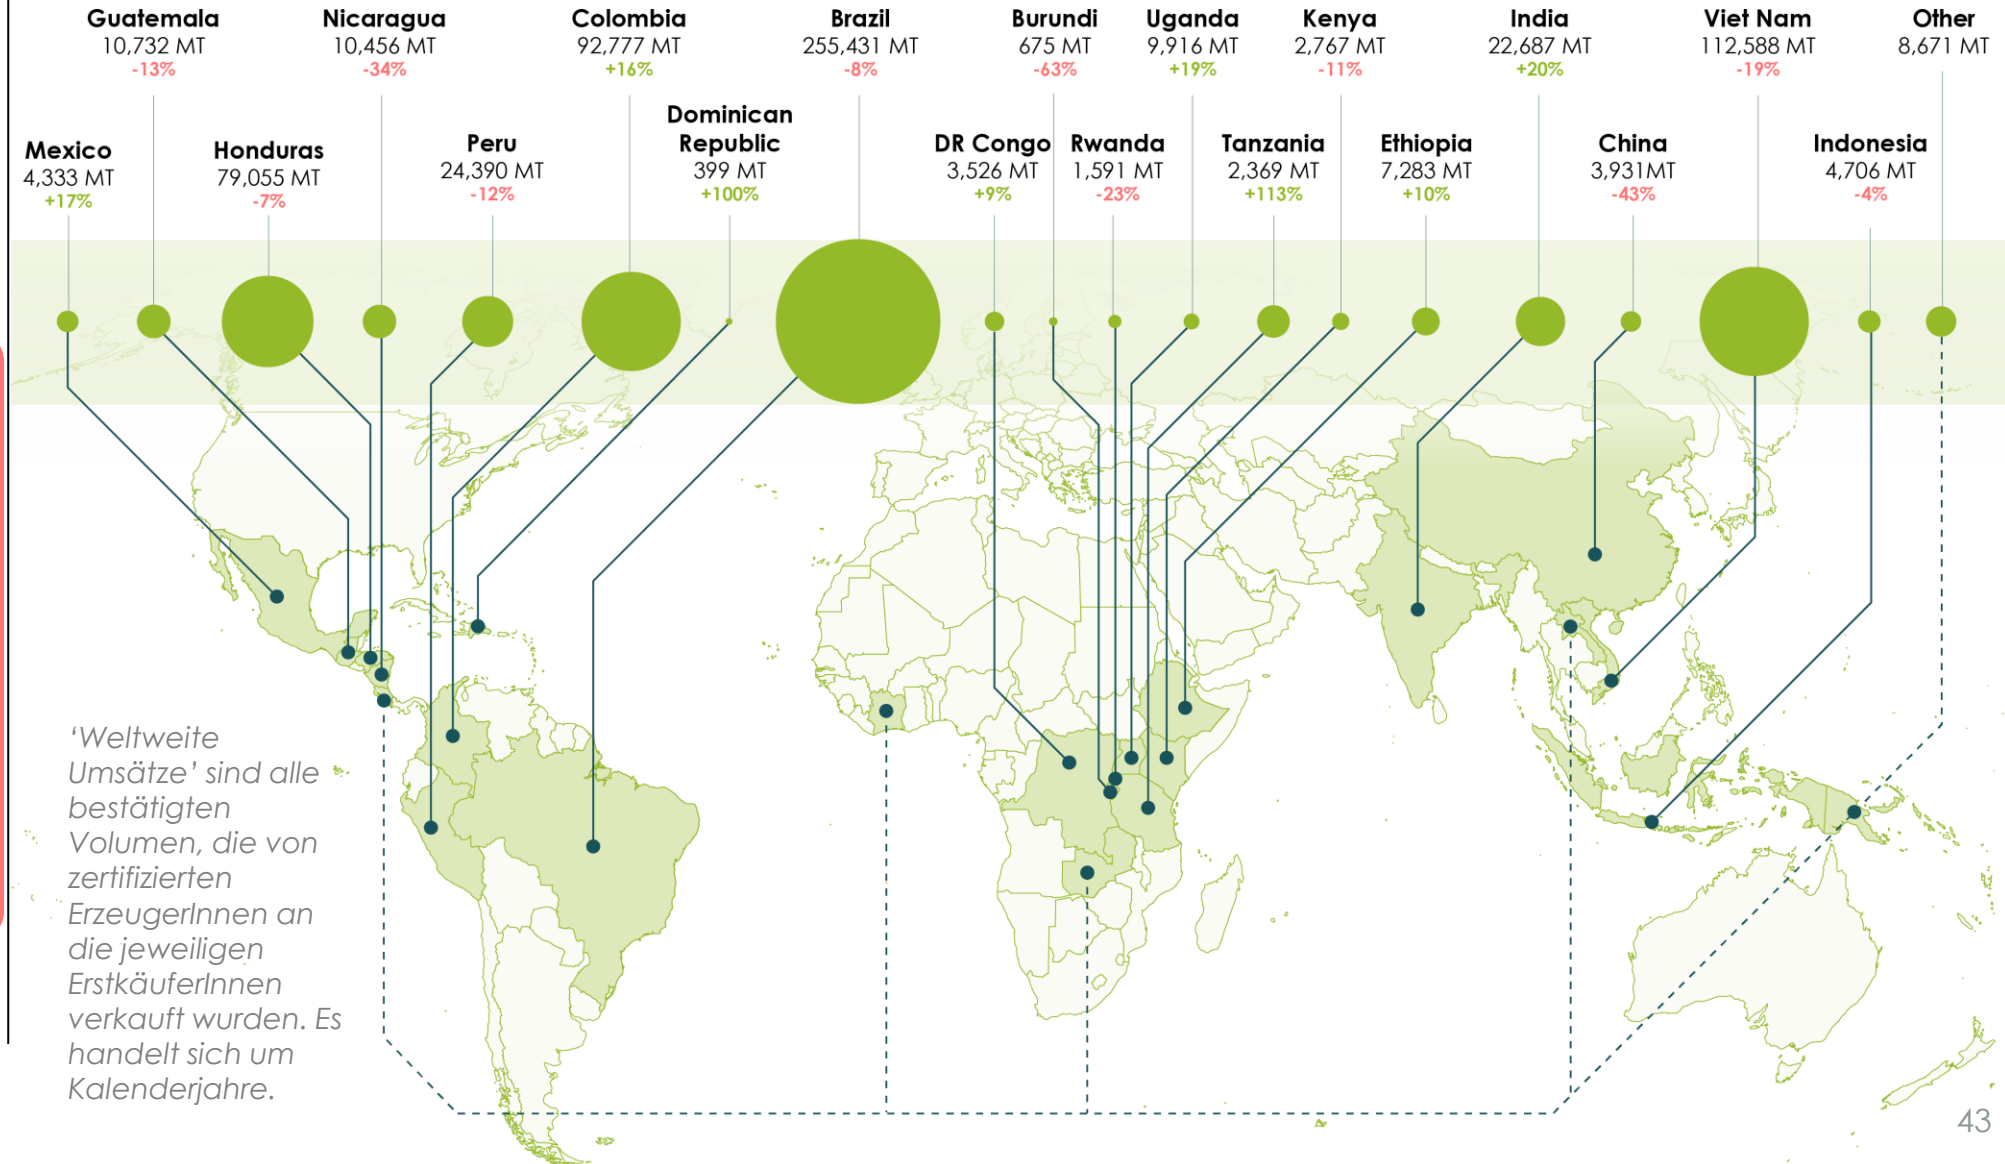 Guatemala
10,732 MT
-13%
Nicaragua
10,456 MT
-34%
Colombia
92,777 MT
+16%
Brazil
255,431 MT
-8%
Burundi
675 MT
-63%
Uganda
9,916 MT
+19%
Kenya
2,767 MT
-11%
India
22,687 MT
+20%
Viet Nam
112,588 MT
-19%
Other
8,671 MT
Mexico
4,333 MT
+17%
Honduras
79,055 MT
-7%
Peru
24,390 MT
-12%
Dominican
Republic
399 MT
+100%
DR Congo
3,526 MT
+9%
Rwanda
1,591 MT
-23%
Tanzania
2,369 MT
+113%
Ethiopia
7,283 MT
+10%
China
3,931MT
-43%
Indonesia
4,706 MT
-4%
‘Weltweite
Umsätze’ sind alle
bestätigten
Volumen, die von
zertifizierten
ErzeugerInnen an
die jeweiligen
ErstkäuferInnen
verkauft wurden. Es
handelt sich um
Kalenderjahre.
43